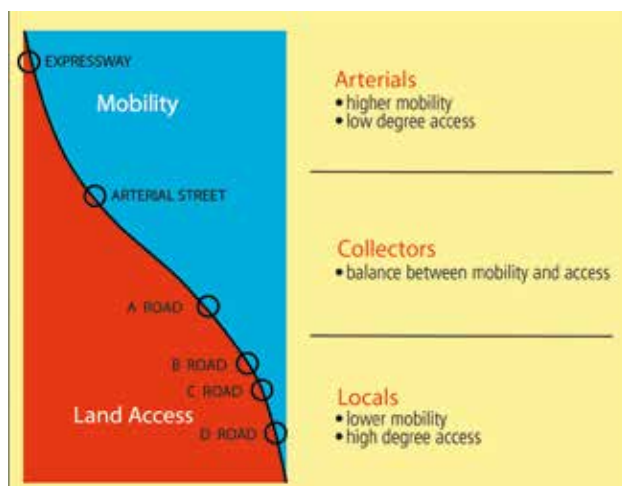 EXPRESSWAY
Mobility
ARTERIAL STREET
A ROAD
B ROAD
C ROAD
Land Access
D ROAD
Arterials
• higher mobility
• low degree access
Collectors
• balance between mobility and access
Locals
• lower mobility
• high degree access